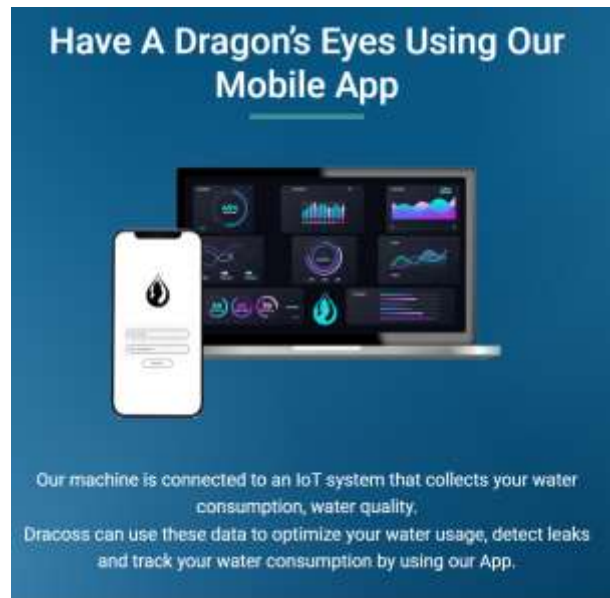 Have A Dragon's Eyes Using Our
Mobile App
Our machine is connected to an IoT system that collects your water
consumption, water quality.
Dracoss can use these data to optimize your water usage, detect leaks
and track your water consumption by using our App.